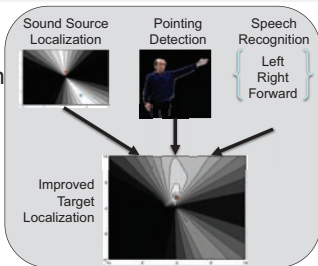 Sound Source
Localization
Pointing
Detection
Speech
Recognition
Left
Right
Forward
Improved
Target
Localization